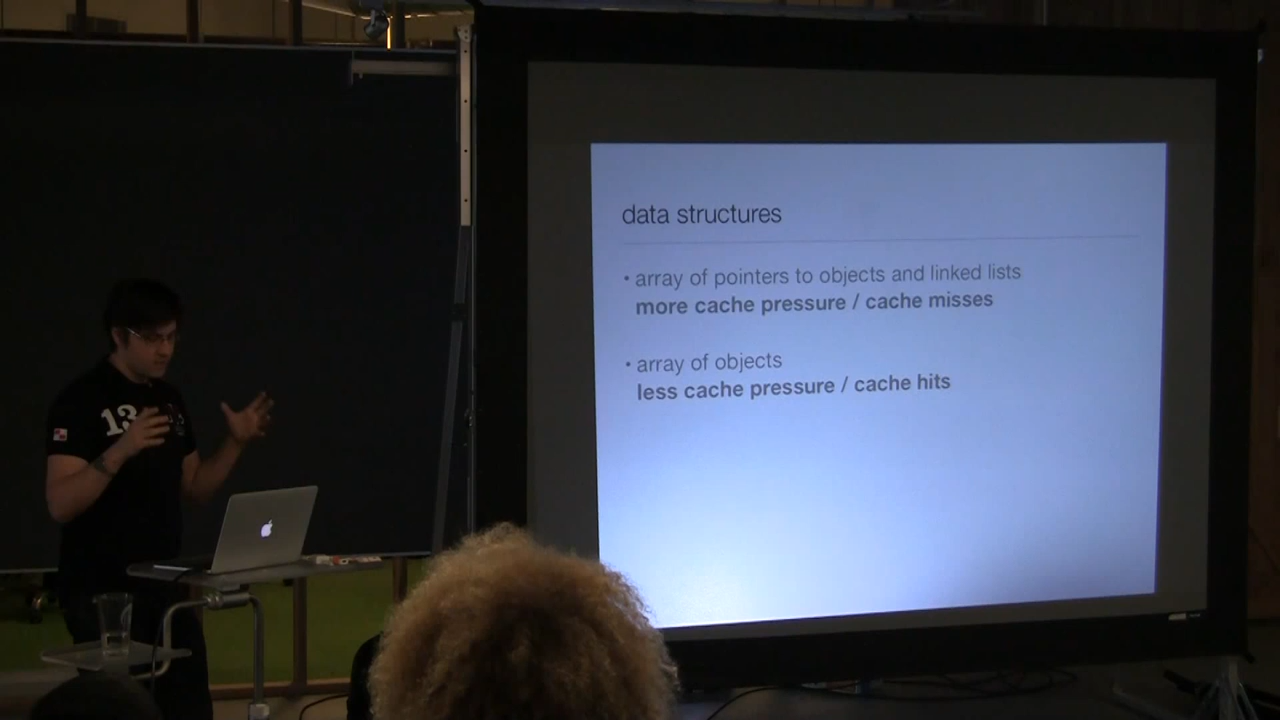 data structures
• array of pointers to objects and linked lists
more cache pressure / cache misses
• array of objects
less cache pressure / cache hits
13